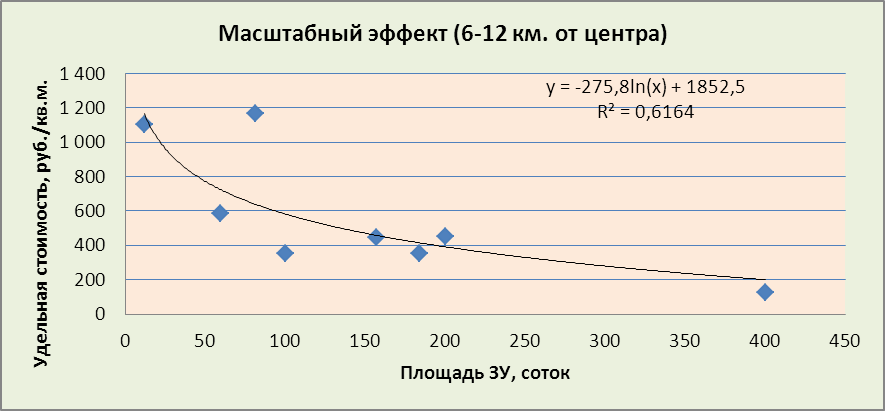 Масштабный эффект (6-12 км. от центра)
y = -275,8ln(x) + 1852,5
R² = 0,6164
Удельная стоимость, руб./кв.м.
1 400
1 200
1 000
800
600
400
200
0
0 50 100 150 200 250 300 350 400 450
Площадь ЗУ, соток